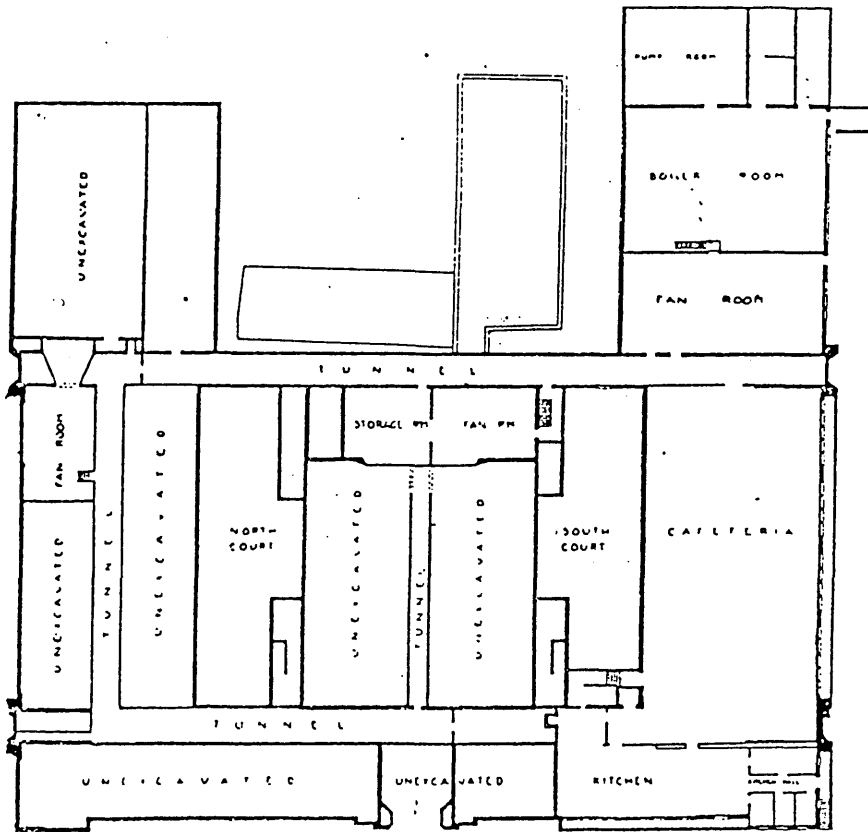 PUMP ROOM
BOILER ROOM
UNEXCAVATED
FAN ROOM
TUNNEL
FAN ROOM
STORAGE RM
FAN RM
UNEXCAVATED
NORTH
COURT
UNEXCAVATED
UNEXCAVATED
SOUTH
COURT
CAFETERIA
UNEXCAVATED
TUNNEL
TUNNEL
TUNNEL
UNEXCAVATED
UNEXCAVATED
KITCHEN